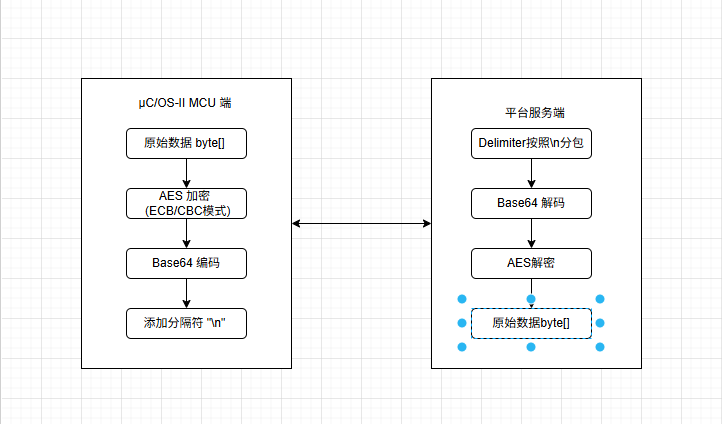 μC/OS-II MCU 端
原始数据 byte[]
AES 加密
(ECB/CBC模式)
Base64 编码
添加分隔符 "\n"
平台服务端
Delimiter按照\n分包
Base64 解码
AES解密
原始数据byte[]